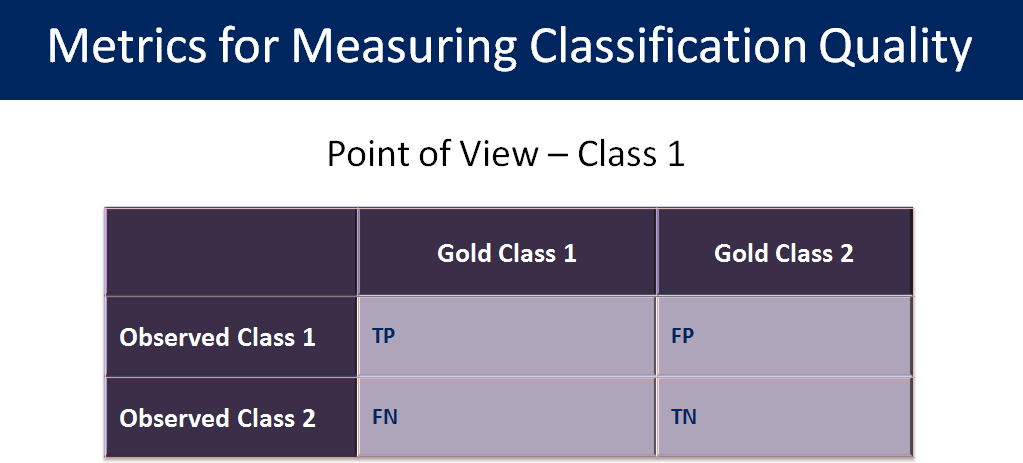 Metrics for Measuring Classification Quality
Point of View – Class 1
Gold Class 1 Gold Class 2
Observed Class 1 TP FP
Observed Class 2 FN TN